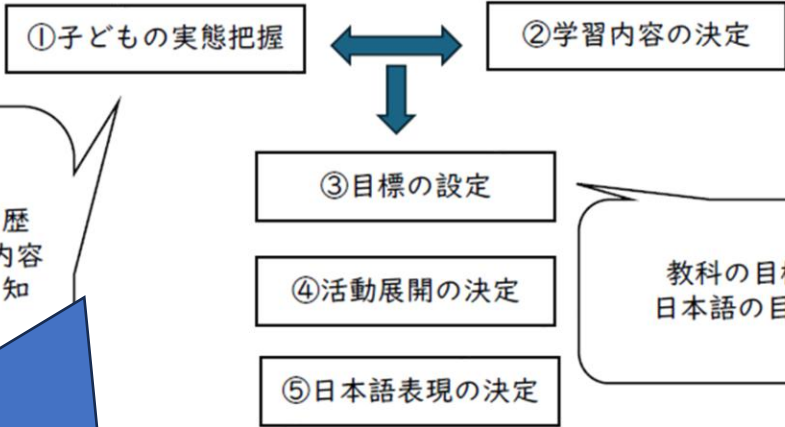 ①子どもの実態把握
②学習内容の決定
歴
内容
知
③目標の設定
④活動展開の決定
⑤日本語表現の決定
教科の目標
日本語の目